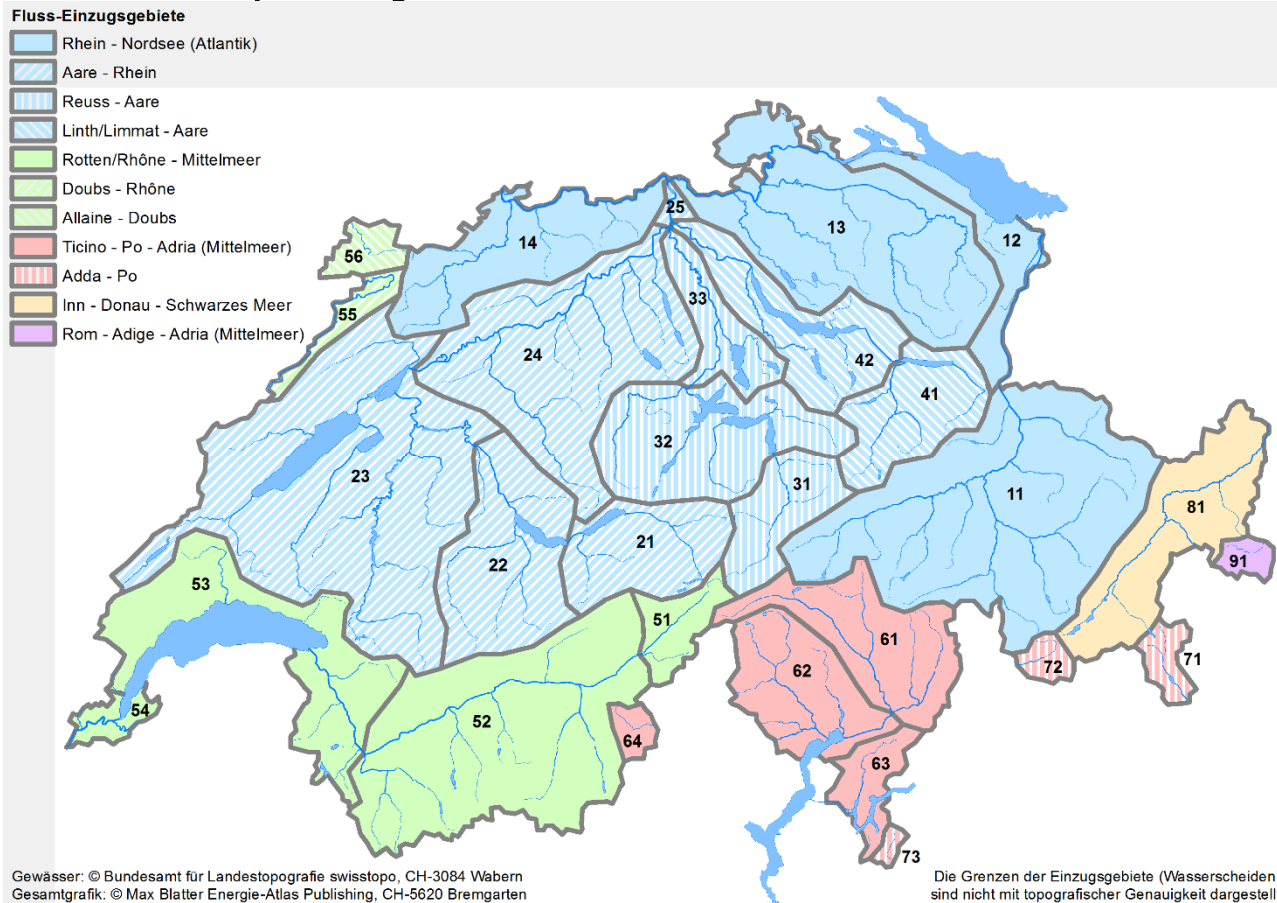 Fluss-Einzugsgebiete
Rhein - Nordsee (Atlantik)
Aare - Rhein
Reuss - Aare
Linth/Limmat - Aare
Rotten/Rhône - Mittelmeer
Doubs - Rhône
Allaine - Doubs
Ticino - Po - Adria (Mittelmeer)
Adda - Po
Inn - Donau - Schwarzes Meer
Rom - Adige - Adria (Mittelmeer)
25
13
12
14
56
55
33
24
42
41
32
23
31
11
81
21
22
91
53
51
61
72
71
62
54
52
64
63
73
Gewässer: © Bundesamt für Landestopografie swisstopo, CH-3084 Wabern
Gesamtgrafik: © Max Blatter Energie-Atlas Publishing, CH-5620 Bremgarten
Die Grenzen der Einzugsgebiete (Wasserscheiden
sind nicht mit topografischer Genauigkeit dargestell